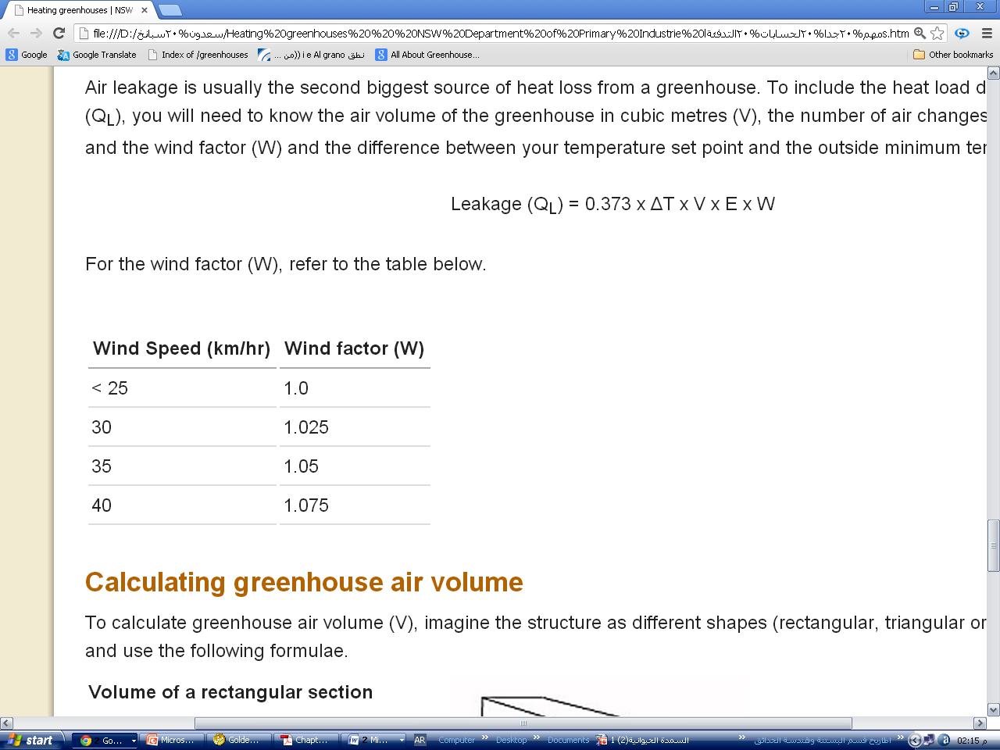 Heating greenhouses | NSW
Google
Google Translate
Index of /greenhouses
All About Greenhouse...
Other bookmarks
Air leakage is usually the second biggest source of heat loss from a greenhouse. To include the heat load d
(QL), you will need to know the air volume of the greenhouse in cubic metres (V), the number of air changes
and the wind factor (W) and the difference between your temperature set point and the outside minimum ter
Leakage (QL) = 0.373 x ΔT x V x E x W
For the wind factor (W), refer to the table below.
Wind Speed (km/hr) Wind factor (W)
< 25 1.0
30 1.025
35 1.05
40 1.075
Calculating greenhouse air volume
To calculate greenhouse air volume (V), imagine the structure as different shapes (rectangular, triangular or
and use the following formulae.
Volume of a rectangular section
start 2 Go... Micros... Golde... Chapt... 2 Mi... AR Computer » Desktop » Documents » 02:15 م